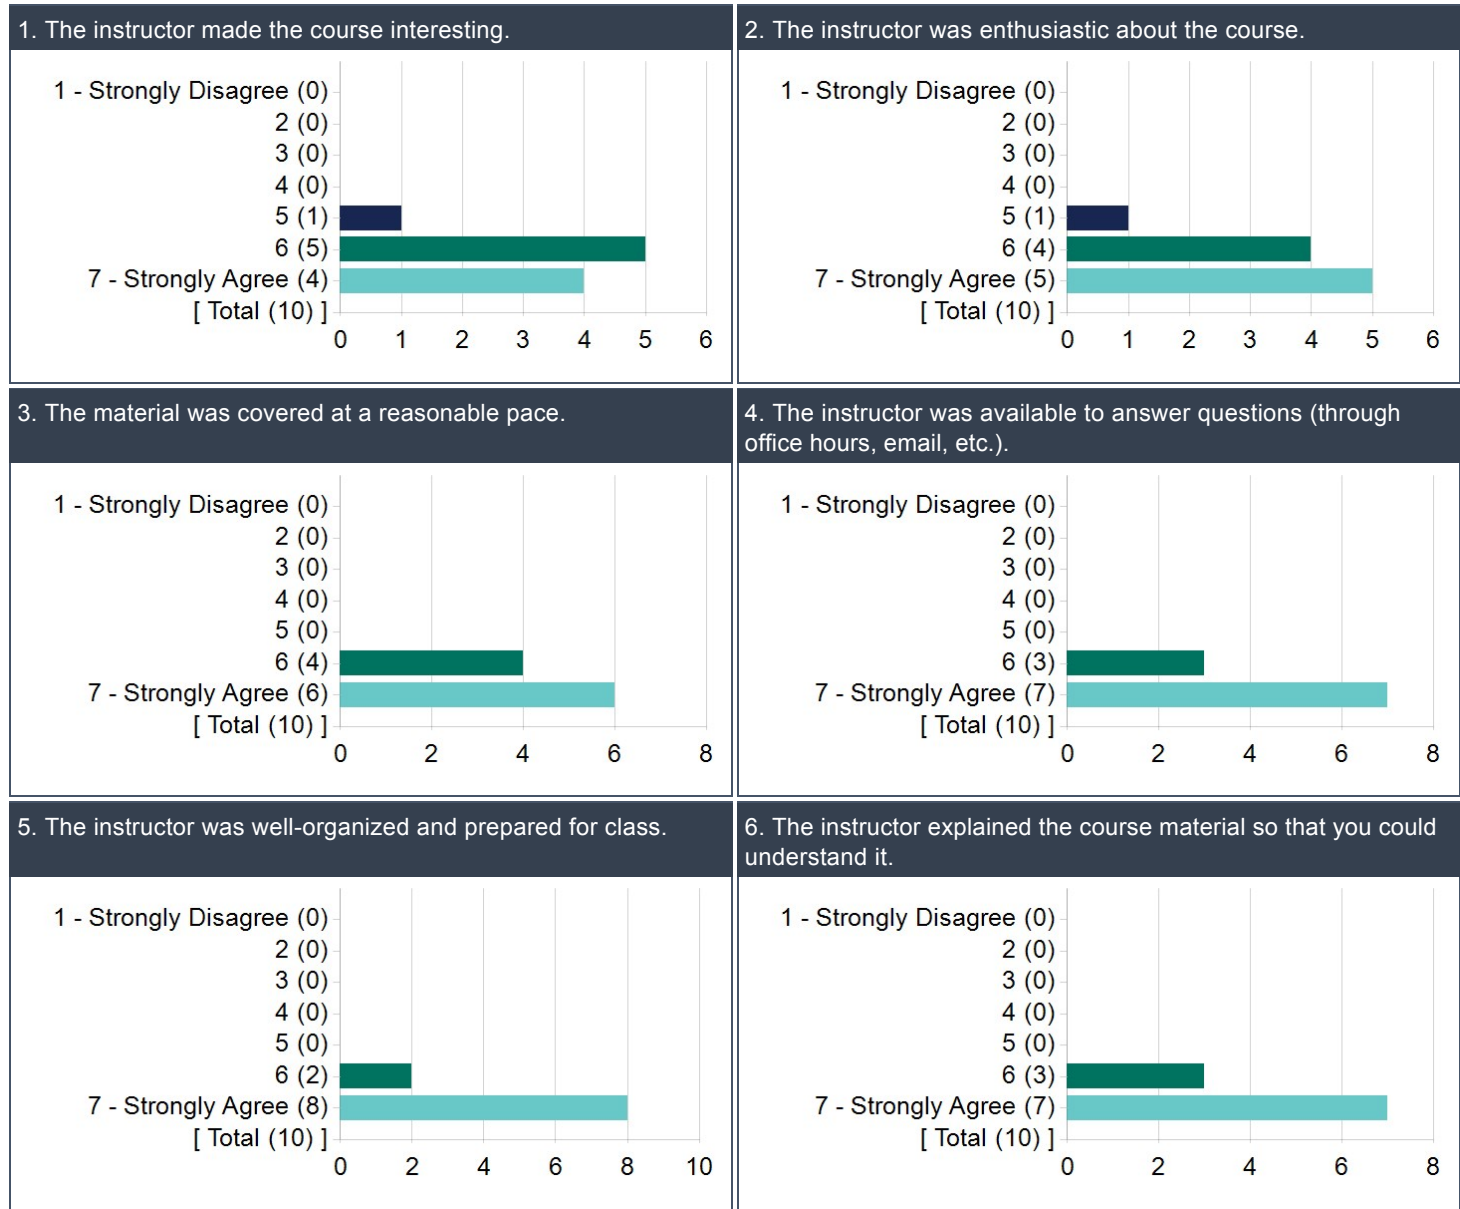 1. The instructor made the course interesting.
1 - Strongly Disagree (0)
2 (0)
3 (0)
4 (0)
5 (1)
6 (5)
7 - Strongly Agree (4)
[ Total (10) ]
0 1 2 3 4 5 6
2. The instructor was enthusiastic about the course.
1 - Strongly Disagree (0)
2 (0)
3 (0)
4 (0)
5 (1)
6 (4)
7 - Strongly Agree (5)
[ Total (10) ]
0 1 2 3 4 5 6
3. The material was covered at a reasonable pace.
1 - Strongly Disagree (0)
2 (0)
3 (0)
4 (0)
5 (0)
6 (4)
7 - Strongly Agree (6)
[ Total (10) ]
0 2 4 6 8
4. The instructor was available to answer questions (through
office hours, email, etc.).
1 - Strongly Disagree (0)
2 (0)
3 (0)
4 (0)
5 (0)
6 (3)
7 - Strongly Agree (7)
[ Total (10) ]
0 2 4 6 8
5. The instructor was well-organized and prepared for class.
1 - Strongly Disagree (0)
2 (0)
3 (0)
4 (0)
5 (0)
6 (2)
7 - Strongly Agree (8)
[ Total (10) ]
0 2 4 6 8 10
6. The instructor explained the course material so that you could
understand it.
1 - Strongly Disagree (0)
2 (0)
3 (0)
4 (0)
5 (0)
6 (3)
7 - Strongly Agree (7)
[ Total (10) ]
0 2 4 6 8